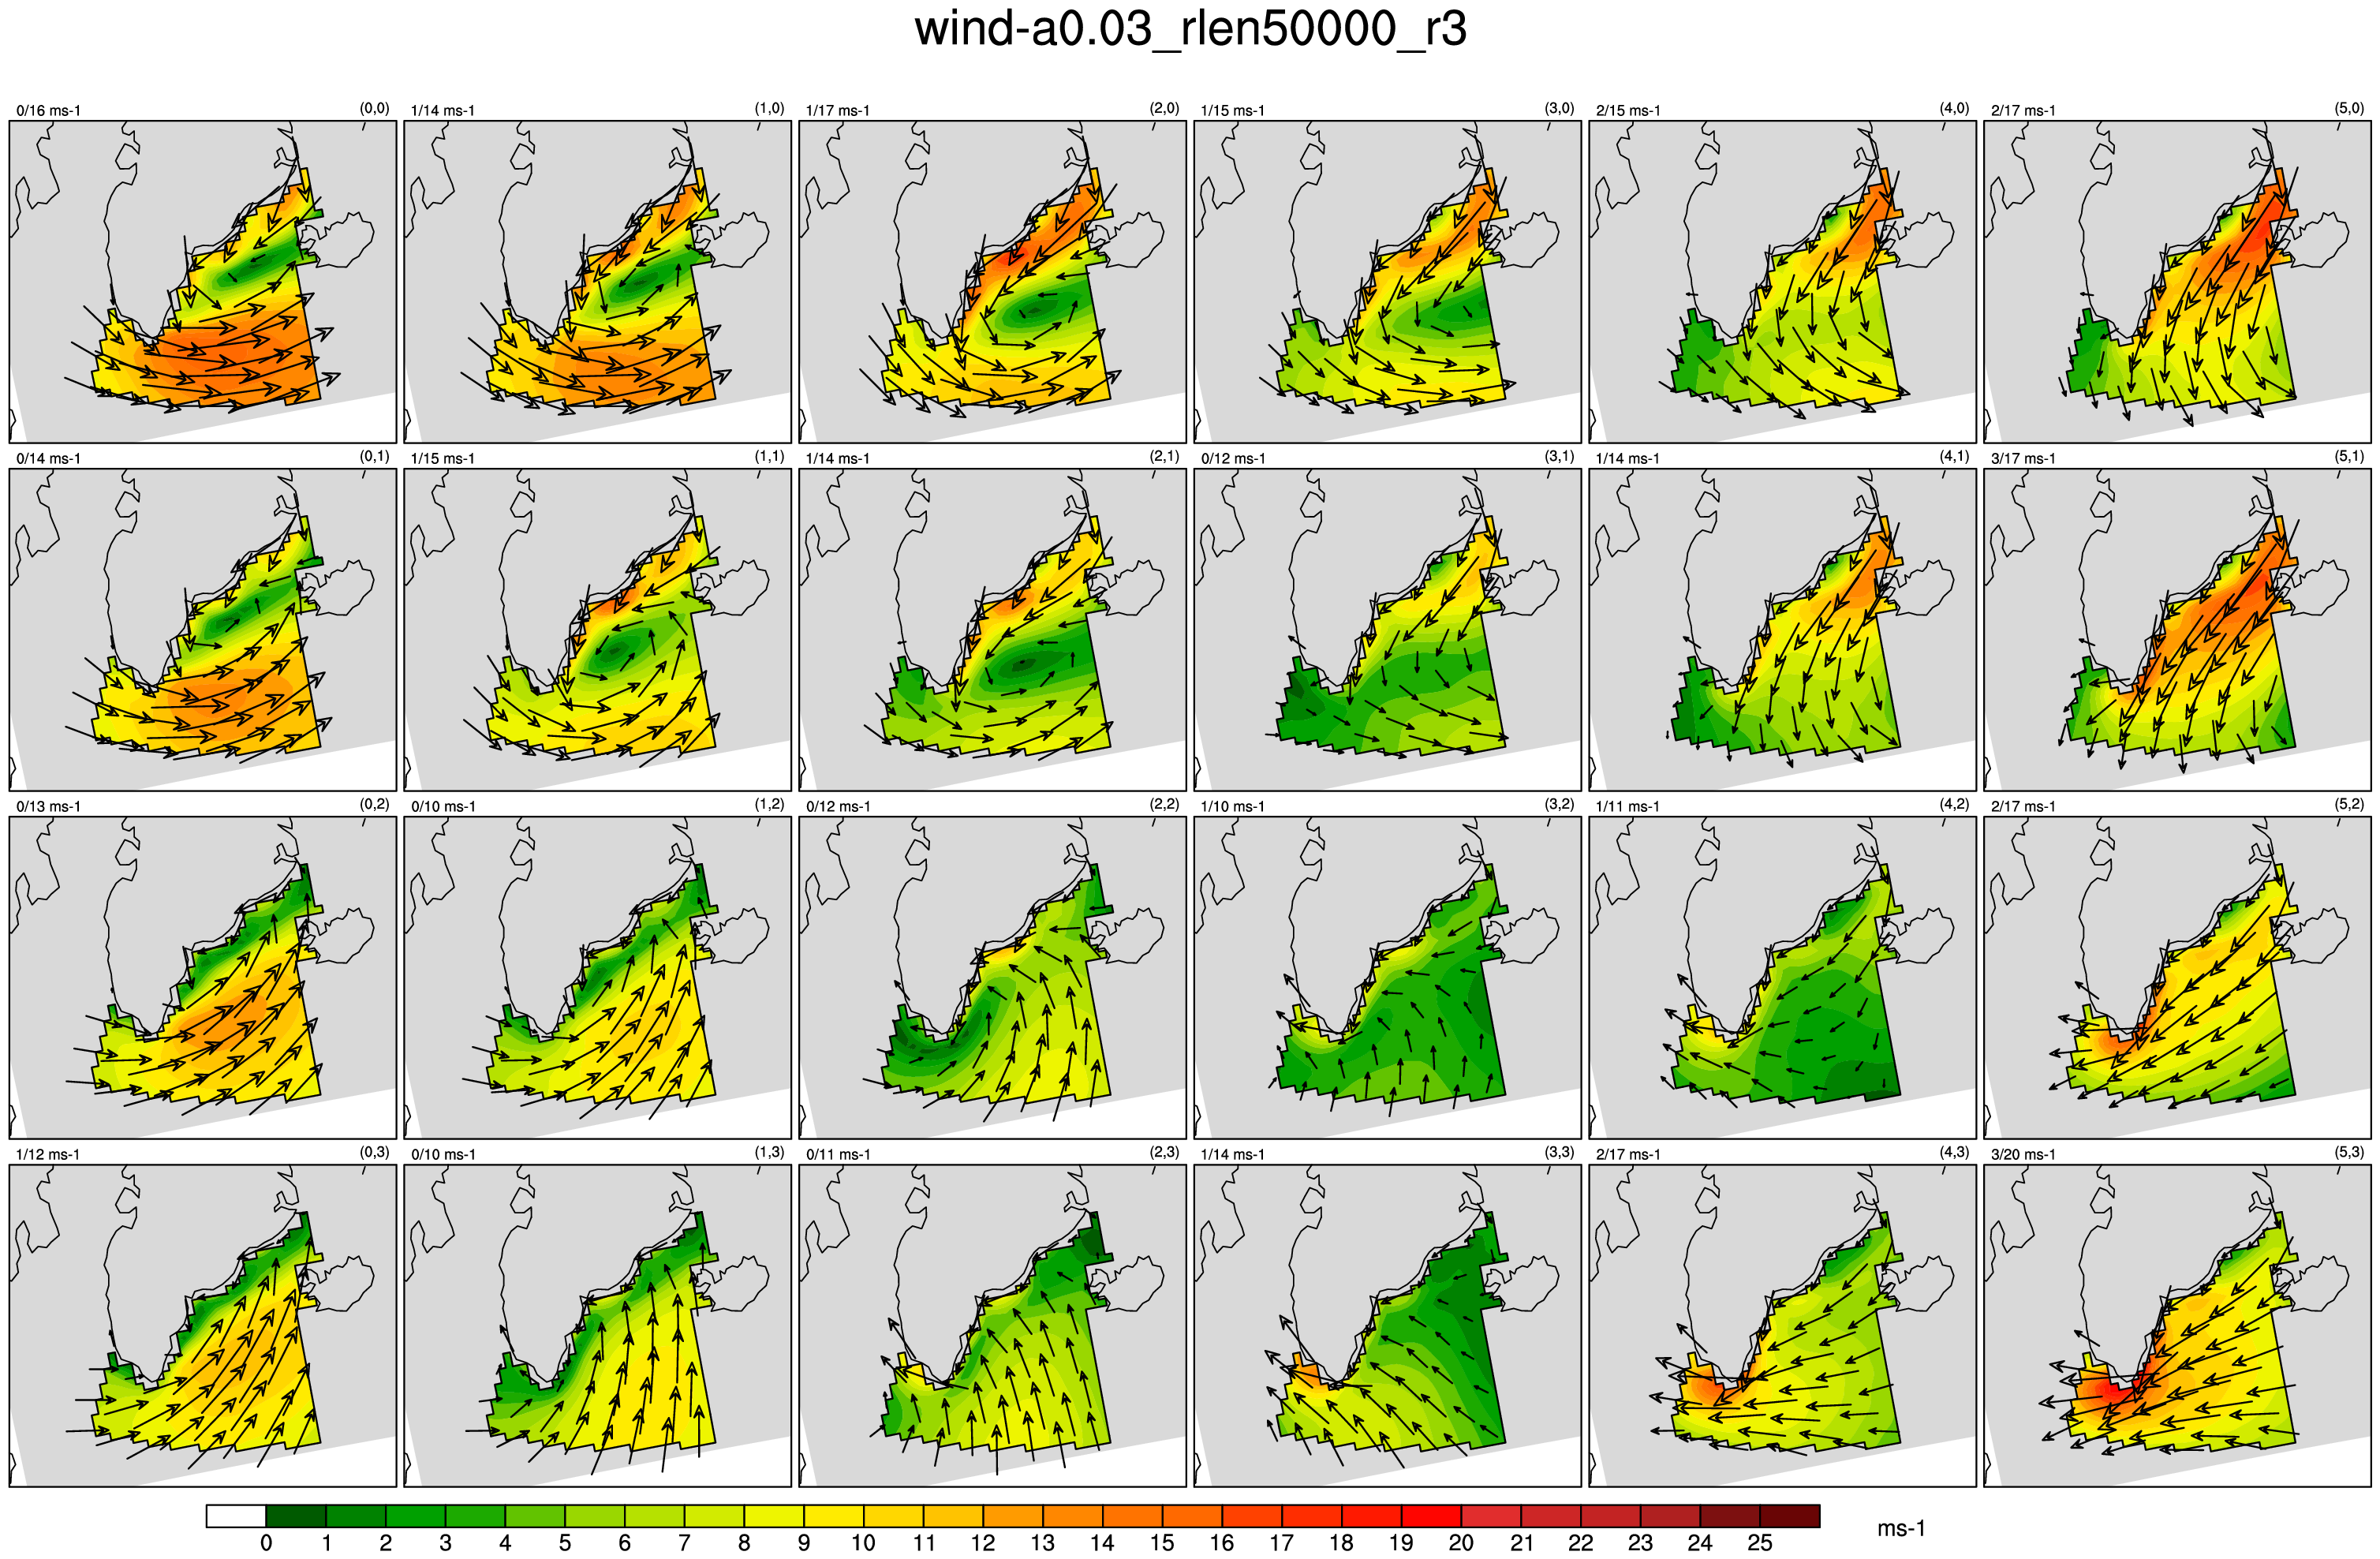 wind-a0.03_rlen50000_r3
0/16 ms-1 (0,0) 1/14 ms-1 (1,0) 1/17 ms-1 (2,0) 1/15 ms-1 (3,0) 2/15 ms-1 (4,0) 2/17 ms-1 (5,0)
0/14 ms-1 (0,1) 1/15 ms-1 (1,1) 1/14 ms-1 (2,1) 0/12 ms-1 (3,1) 1/14 ms-1 (4,1) 3/17 ms-1 (5,1)
0/13 ms-1 (0,2) 0/10 ms-1 (1,2) 0/12 ms-1 (2,2) 1/10 ms-1 (3,2) 1/11 ms-1 (4,2) 2/17 ms-1 (5,2)
1/12 ms-1 (0,3) 0/10 ms-1 (1,3) 0/11 ms-1 (2,3) 1/14 ms-1 (3,3) 2/17 ms-1 (4,3) 3/20 ms-1 (5,3)
0 1 2 3 4 5 6 7 8 9 10 11 12 13 14 15 16 17 18 19 20 21 22 23 24 25 ms-1